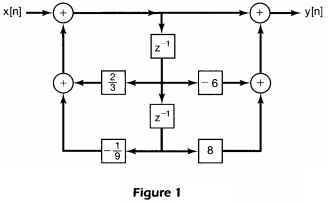 x[n] + + y[n]
z⁻¹
+ 2/3 - 6 +
z⁻¹
- 1/9 8
Figure 1